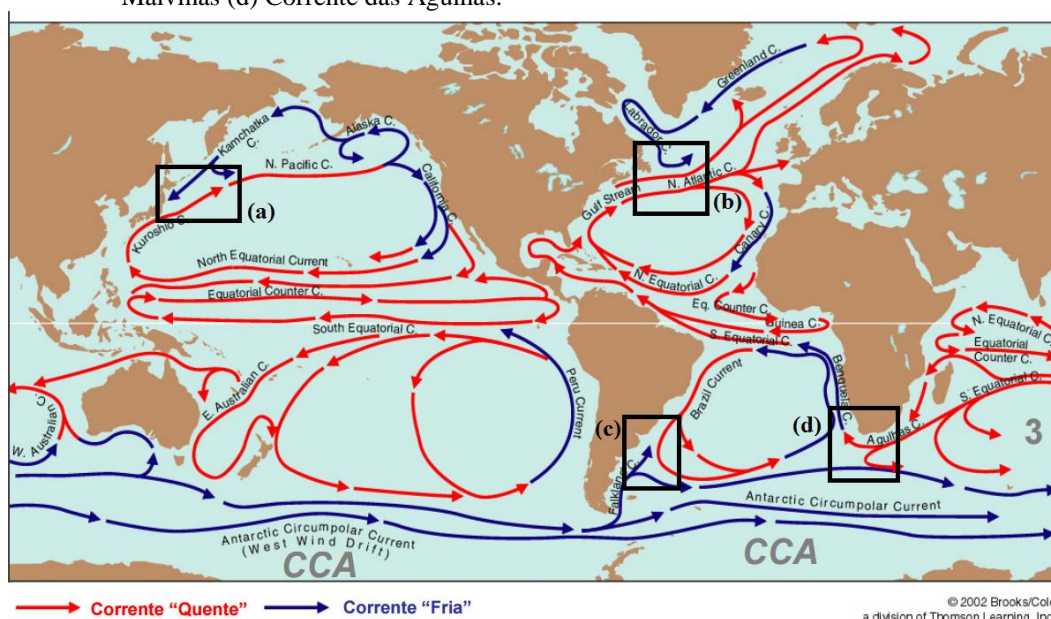 Malvinas (d) Corrente das Agulhas.
Greenland C.
Labrador C.
Alaska C.
Kamchatka
C.
N. Pacific C.
California C.
N. Atlantic C.
(a)
(b)
Gulf Stream
Kuroshio C.
Canary C.
North Equatorial Current
N. Equatorial C.
Equatorial Counter C.
Eq. Counter C.
Guinea C.
N. Equatorial C.
South Equatorial C.
S. Equatorial C.
Equatorial
Counter C.
E. Australian C.
Peru Current
Brazil Current
Benguela C.
S. Equatorial C.
W. Australian C.
(c)
(d)
Agulhas C.
3
Falkland C.
Antarctic Circumpolar Current
Antarctic Circumpolar Current
(West Wind Drift)
CCA
CCA
Corrente "Quente"
Corrente "Fria"
© 2002 Brooks/Cole
a division of Thomson Learning, Inc.